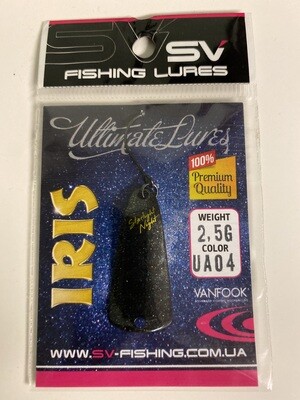 SV SV
FISHING LURES
Ultimate Lures
100%
Premium
Quality
IRIS
Starlight
Night
WEIGHT
2,5G
COLOR
UA04
VANFOOK
WWW.SV-FISHING.COM.UA